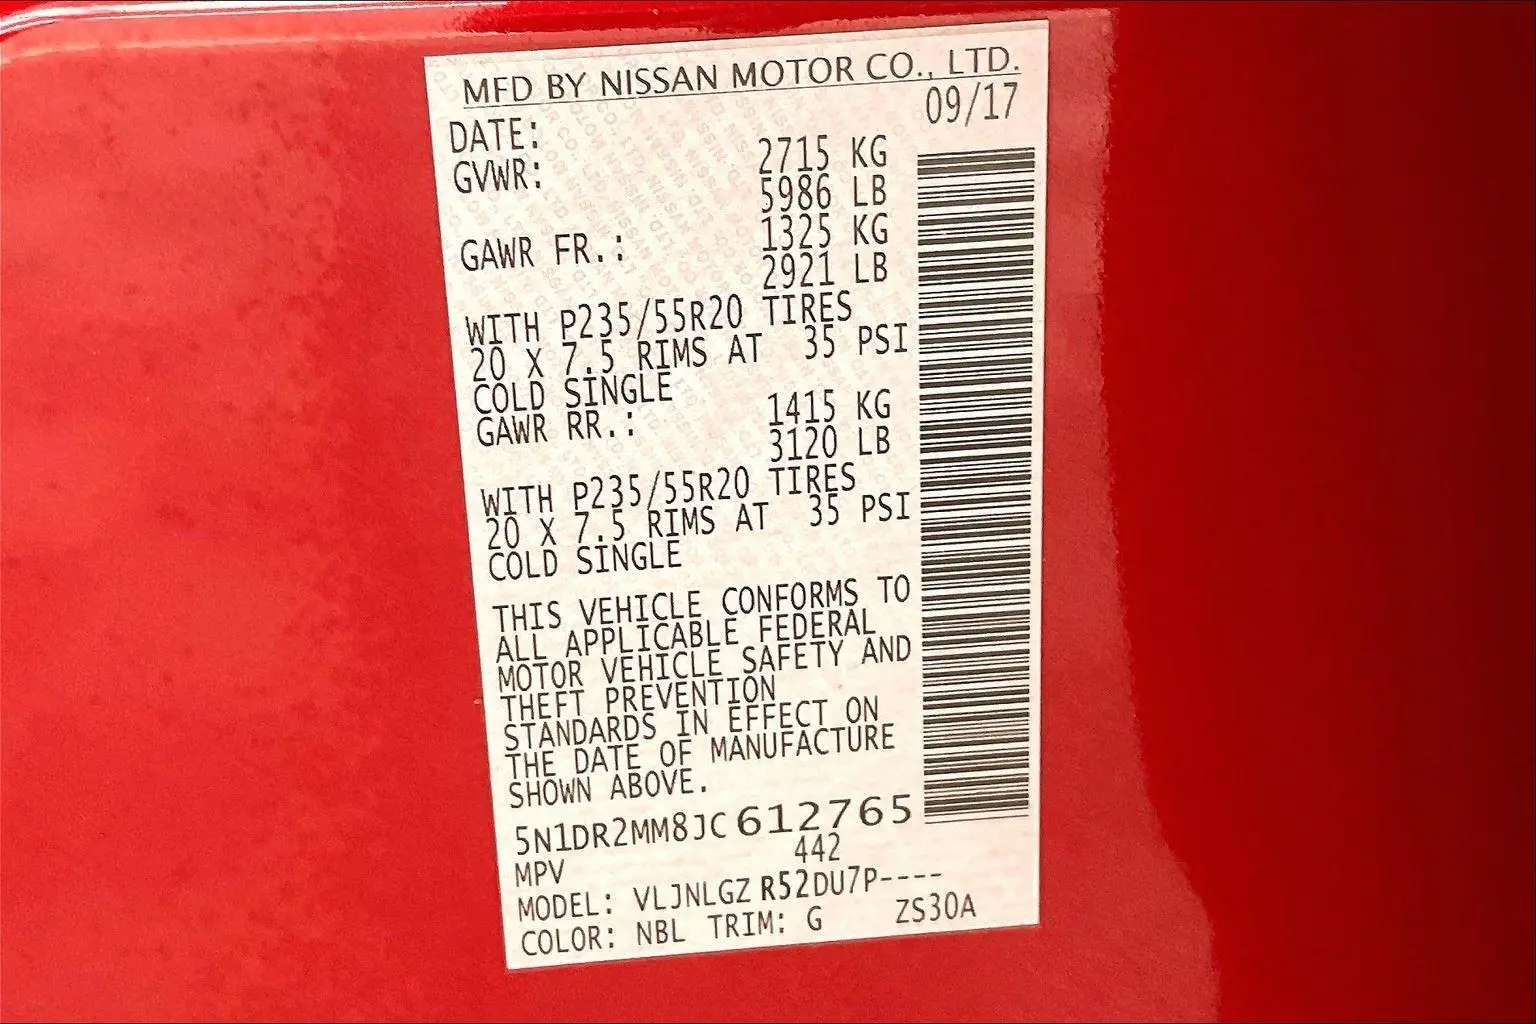 MFD BY NISSAN MOTOR CO., LTD.
DATE: 09/17
GVWR: 2715 KG
5986 LB
GAWR FR.: 1325 KG
2921 LB
WITH P235/55R20 TIRES
20 X 7.5 RIMS AT 35 PSI
COLD SINGLE
GAWR RR.: 1415 KG
3120 LB
WITH P235/55R20 TIRES
20 X 7.5 RIMS AT 35 PSI
COLD SINGLE
THIS VEHICLE CONFORMS TO
ALL APPLICABLE FEDERAL
MOTOR VEHICLE SAFETY AND
THEFT PREVENTION
STANDARDS IN EFFECT ON
THE DATE OF MANUFACTURE
SHOWN ABOVE.
5N1DR2MM8JC612765
MPV 442
MODEL: VLJNLGZ R52DU7P----
COLOR: NBL TRIM: G ZS30A